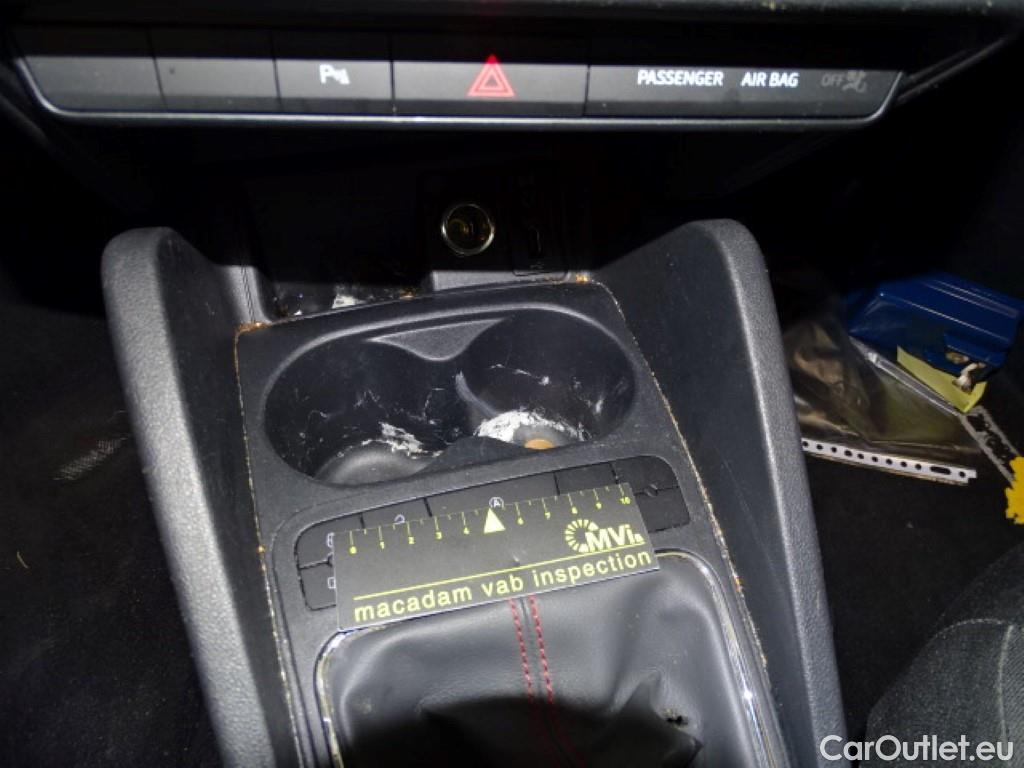 P
PASSENGER AIR BAG OFF
A
0 1 2 3 4 6 7 8 9 10
MVi
macadam vab inspection
CarOutlet.eu